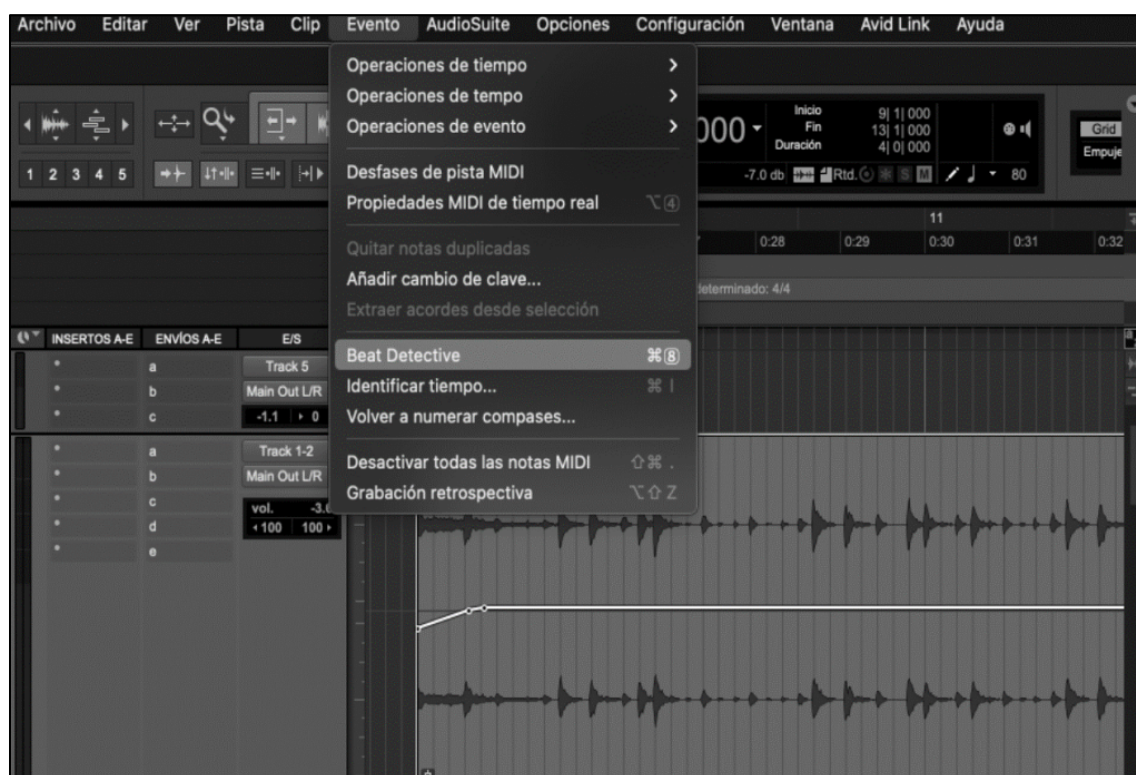 Archivo Editar Ver Pista Clip Evento AudioSuite Opciones Configuración Ventana Avid Link Ayuda
Operaciones de tiempo
Operaciones de tempo
Operaciones de evento
Desfases de pista MIDI
Propiedades MIDI de tiempo real ⌥4
Quitar notas duplicadas
Añadir cambio de clave...
Extraer acordes desde selección
Beat Detective ⌘8
Identificar tiempo... ⌘ I
Volver a numerar compases...
Desactivar todas las notas MIDI ⇧⌘ .
Grabación retrospectiva ⌥⇧Z
1 2 3 4 5
000
Inicio 9| 1| 000
Fin 13| 1| 000
Duración 4| 0| 000
-7.0 db Rtd. S M 80
Grid
Empuje
11
0:28 0:29 0:30 0:31 0:32
determinado: 4/4
INSERTOS A-E ENVÍOS A-E E/S
a Track 5
b Main Out L/R
c -1.1 0
a Track 1-2
b Main Out L/R
c vol.
d 100 100
e